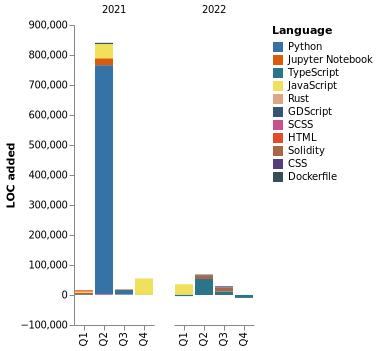 2021
2022
900,000
800,000
700,000
600,000
500,000
400,000
300,000
200,000
100,000
0
−100,000
LOC added
Q1
Q2
Q3
Q4
Q1
Q2
Q3
Q4
Language
Python
Jupyter Notebook
TypeScript
JavaScript
Rust
GDScript
SCSS
HTML
Solidity
CSS
Dockerfile